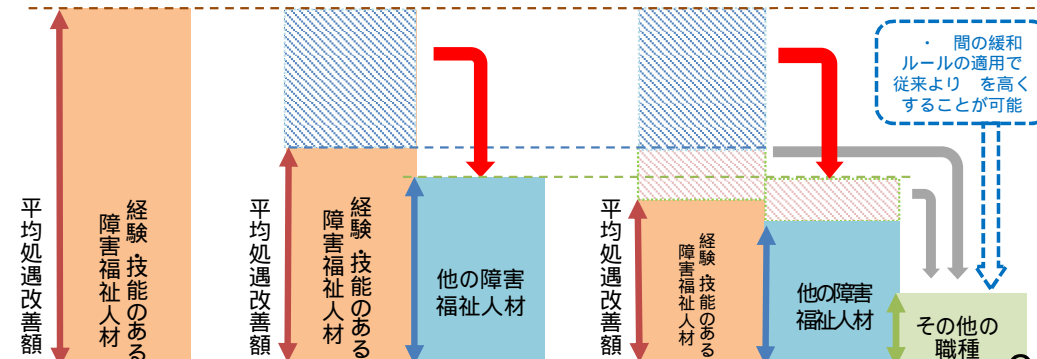 ・　間の緩和
ルールの適用で
従来より　を高く
することが可能
平均処遇改善額
経験・技能のある
障害福祉人材
平均処遇改善額
経験・技能のある
障害福祉人材
他の障害
福祉人材
平均処遇改善額
経験・技能のある
障害福祉人材
他の障害
福祉人材
その他の
職種